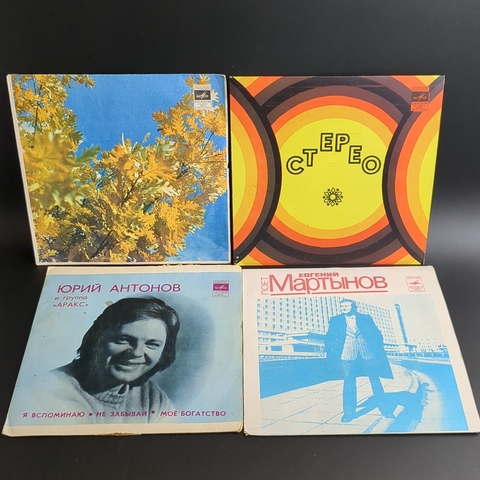 СТЕРЕО
ЮРИЙ АНТОНОВ
и группа
«АРАКС»
Я ВСПОМИНАЮ • НЕ ЗАБЫВАЙ • МОЕ БОГАТСТВО
ПОЕТ
ЕВГЕНИЙ
МАРТЫНОВ